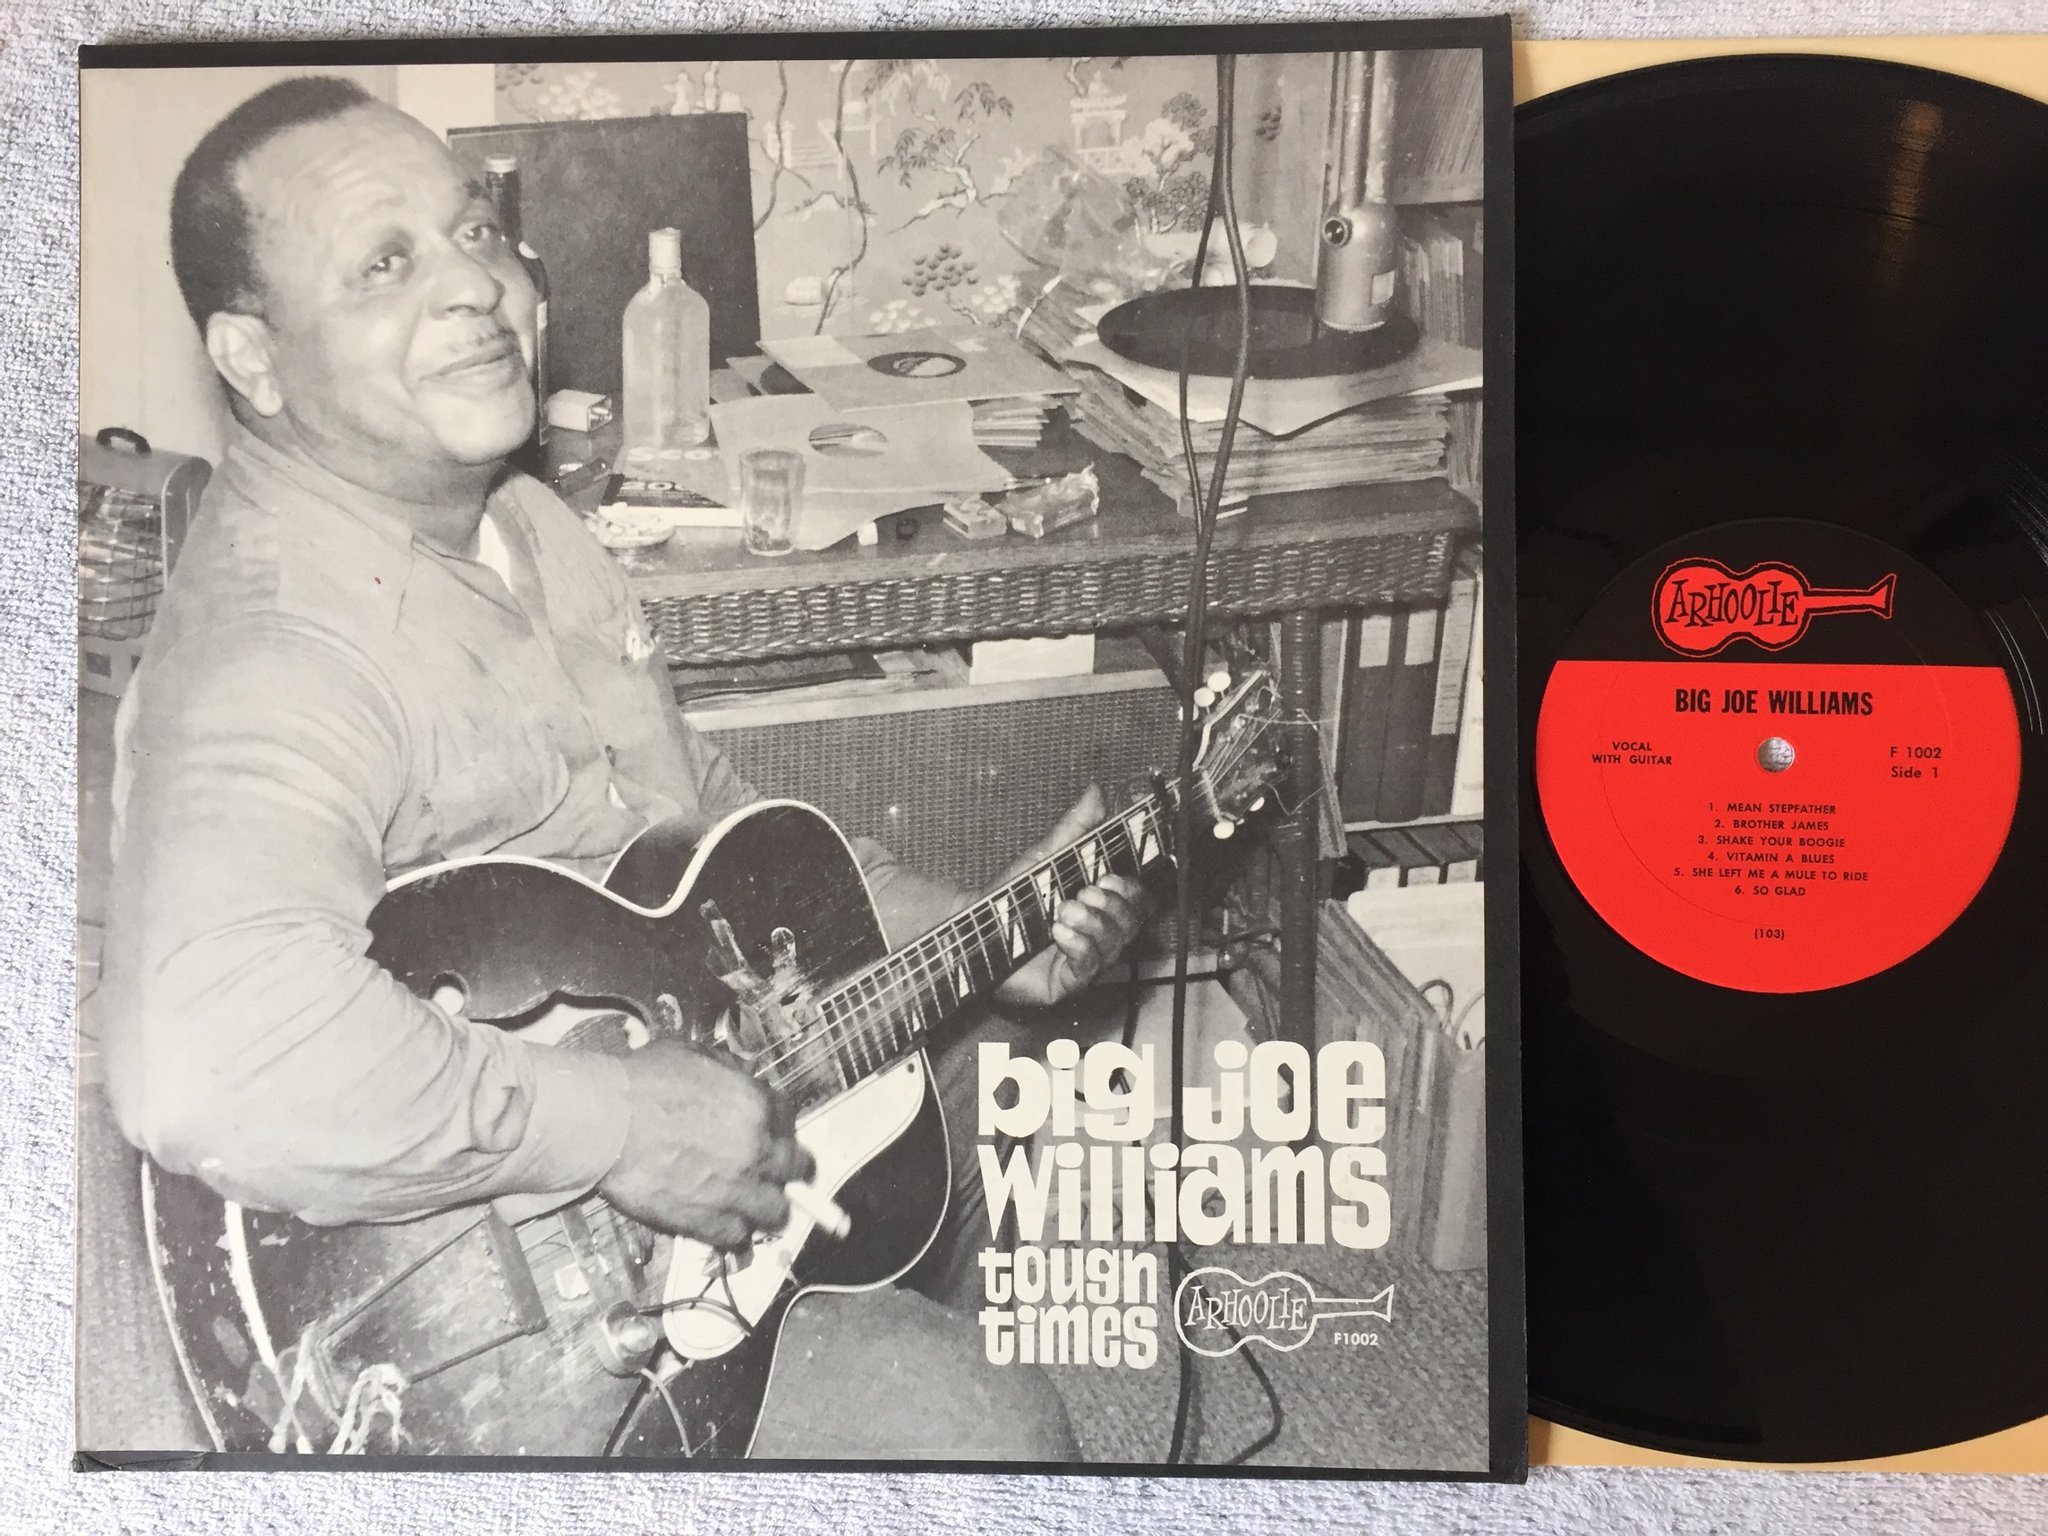 big joe
williams
tough
times
ARHOOLIE
F1002
ARHOOLIE
BIG JOE WILLIAMS
VOCAL
WITH GUITAR
F 1002
Side 1
1. MEAN STEPFATHER
2. BROTHER JAMES
3. SHAKE YOUR BOOGIE
4. VITAMIN A BLUES
5. SHE LEFT ME A MULE TO RIDE
6. SO GLAD
(103)